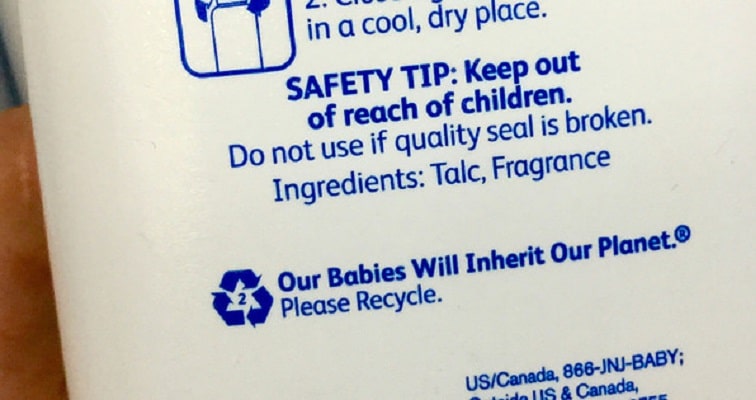 in a cool, dry place.
SAFETY TIP: Keep out
of reach of children.
Do not use if quality seal is broken.
Ingredients: Talc, Fragrance
2
Our Babies Will Inherit Our Planet.®
Please Recycle.
US/Canada, 866-JNJ-BABY;
US & Canada,